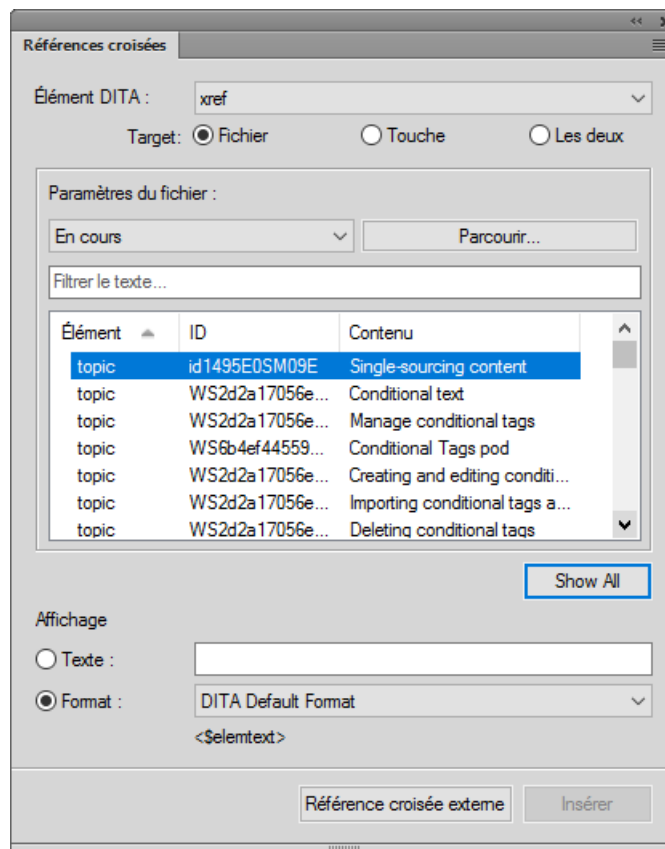 Références croisées
Élément DITA : xref
Target: Fichier Touche Les deux
Paramètres du fichier :
En cours Parcourir...
Filtrer le texte...
Élément ID Contenu
topic id1495E0SM09E Single-sourcing content
topic WS2d2a17056e... Conditional text
topic WS2d2a17056e... Manage conditional tags
topic WS6b4ef44559... Conditional Tags pod
topic WS2d2a17056e... Creating and editing conditi...
topic WS2d2a17056e... Importing conditional tags a...
topic WS2d2a17056e... Deleting conditional tags
Show All
Affichage
Texte :
Format : DITA Default Format
<$elemtext>
Référence croisée externe Insérer